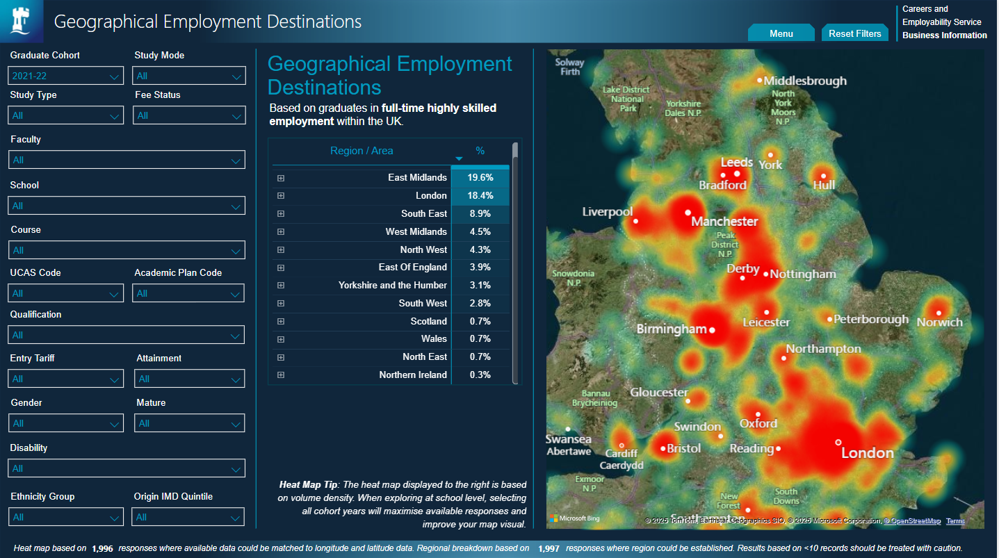 Geographical Employment Destinations
Menu
Reset Filters
Careers and
Employability Service
Business Information
Graduate Cohort
Study Mode
2021-22
All
Study Type
Fee Status
All
All
Faculty
All
School
All
Course
All
UCAS Code
Academic Plan Code
All
All
Qualification
All
Entry Tariff
Attainment
All
All
Gender
Mature
All
All
Disability
All
Ethnicity Group
Origin IMD Quintile
All
All
Geographical Employment
Destinations
Based on graduates in full-time highly skilled
employment within the UK.
Region / Area %
East Midlands 19.6%
London 18.4%
South East 8.9%
West Midlands 4.5%
North West 4.3%
East Of England 3.9%
Yorkshire and the Humber 3.1%
South West 2.8%
Scotland 0.7%
Wales 0.7%
North East 0.7%
Northern Ireland 0.3%
Heat Map Tip: The heat map displayed to the right is based
on volume density. When exploring at school level, selecting
all cohort years will maximise available responses and
improve your map visual.
Solway
Firth
Middlesbrough
Lake District
National
Park
Yorkshire
Dales N.P.
North
York
Moors
N.P.
Leeds
York
Bradford
Hull
Liverpool
Manchester
Peak
District
N.P.
Snowdonia
N.P.
Derby
Nottingham
Birmingham
Leicester
Peterborough
Norwich
Northampton
Bannau
Brycheiniog
Gloucester
Swindon
Oxford
Swansea
Abertawe
Cardiff
Caerdydd
Bristol
Reading
London
Exmoor
N.P.
New
Forest
South
Downs
Microsoft Bing
© 2025 TomTom, Earthstar Geographics SIO, © 2025 Microsoft Corporation, © OpenStreetMap Terms
Heat map based on 1,996 responses where available data could be matched to longitude and latitude data. Regional breakdown based on 1,997 responses where region could be established. Results based on <10 records should be treated with caution.